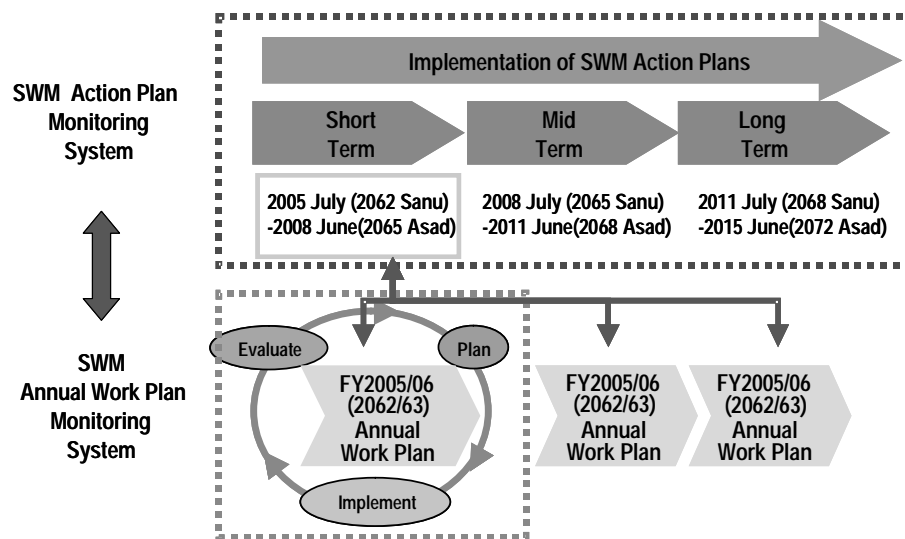 Implementation of SWM Action Plans
SWM Action Plan
Monitoring
System
Short
Term
Mid
Term
Long
Term
2005 July (2062 Sanu)
-2008 June(2065 Asad)
2008 July (2065 Sanu)
-2011 June(2068 Asad)
2011 July (2068 Sanu)
-2015 June(2072 Asad)
SWM
Annual Work Plan
Monitoring
System
Evaluate
Plan
Implement
FY2005/06
(2062/63)
Annual
Work Plan
FY2005/06
(2062/63)
Annual
Work Plan
FY2005/06
(2062/63)
Annual
Work Plan